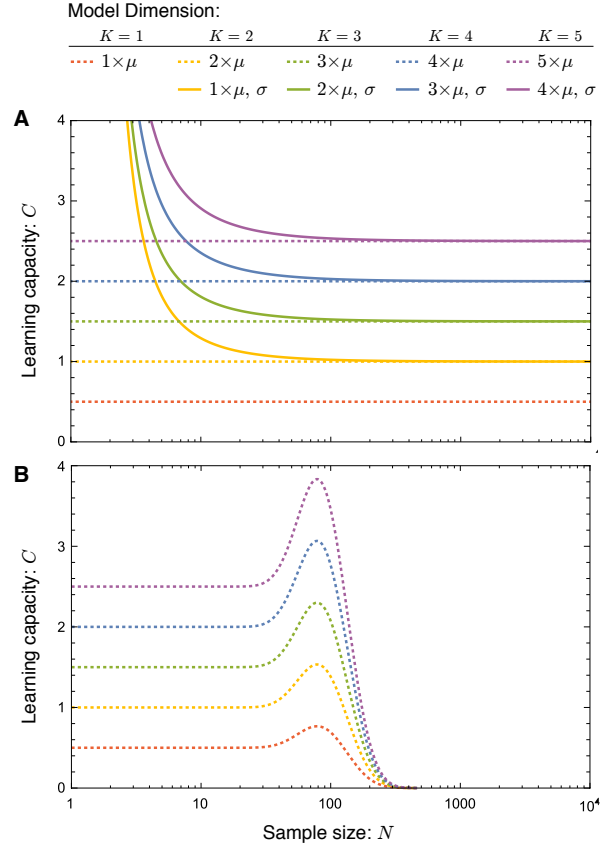 Model Dimension:
K = 1 K = 2 K = 3 K = 4 K = 5
1×μ 2×μ 3×μ 4×μ 5×μ
1×μ, σ 2×μ, σ 3×μ, σ 4×μ, σ
A
4
3
2
1
0
Learning capacity: C
B
4
3
2
1
0
Learning capacity: C
1 10 100 1000 10⁴
Sample size: N